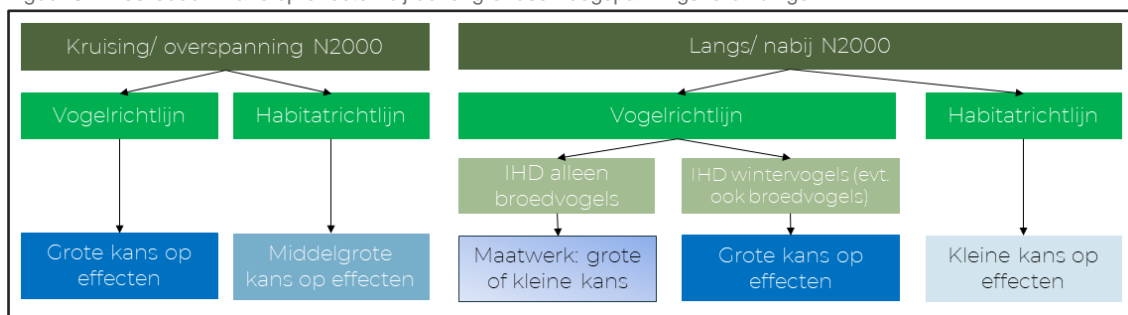 Kruising/ overspanning N2000
Langs/ nabij N2000
Vogelrichtlijn
Habitatrichtlijn
Vogelrichtlijn
Habitatrichtlijn
IHD alleen
broedvogels
IHD wintervogels (evt.
ook broedvogels)
Grote kans op
effecten
Middelgrote
kans op effecten
Maatwerk: grote
of kleine kans
Grote kans op
effecten
Kleine kans op
effecten